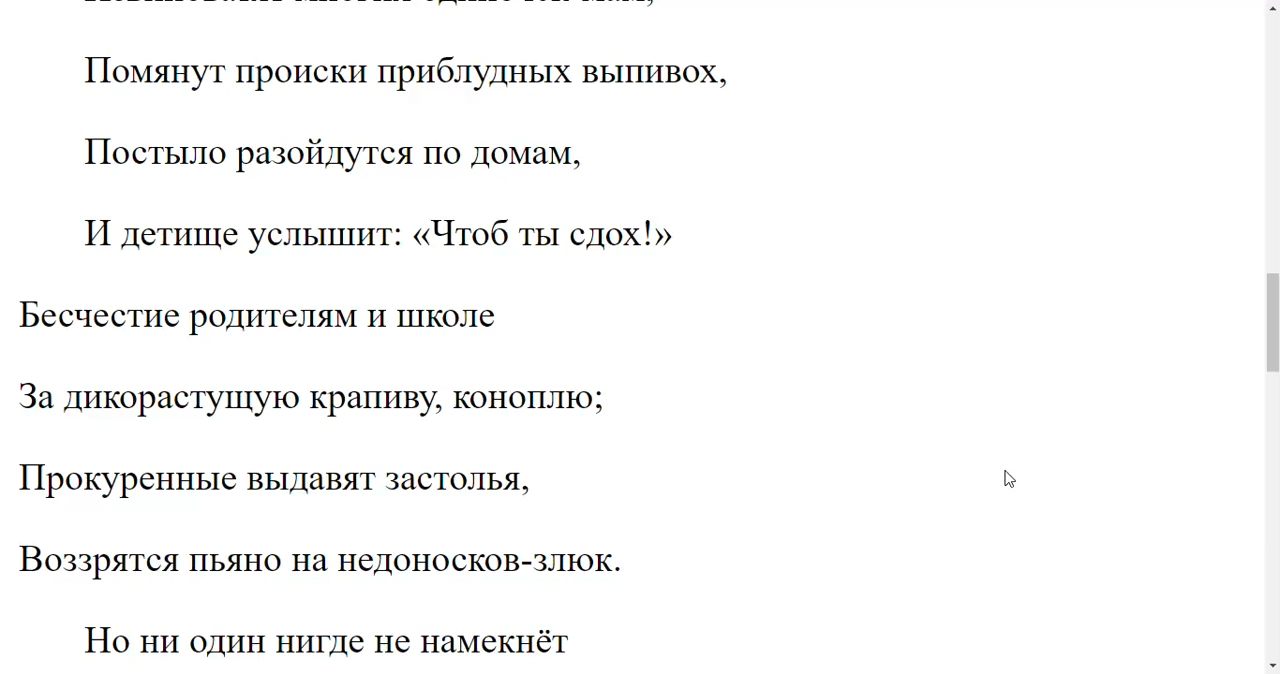 Помянут происки приблудных выпивох,
Постыло разойдутся по домам,
И детище услышит: «Чтоб ты сдох!»
Бесчестие родителям и школе
За дикорастущую крапиву, коноплю;
Прокуренные выдавят застолья,
Воззрятся пьяно на недоносков-злюк.
Но ни один нигде не намекнёт